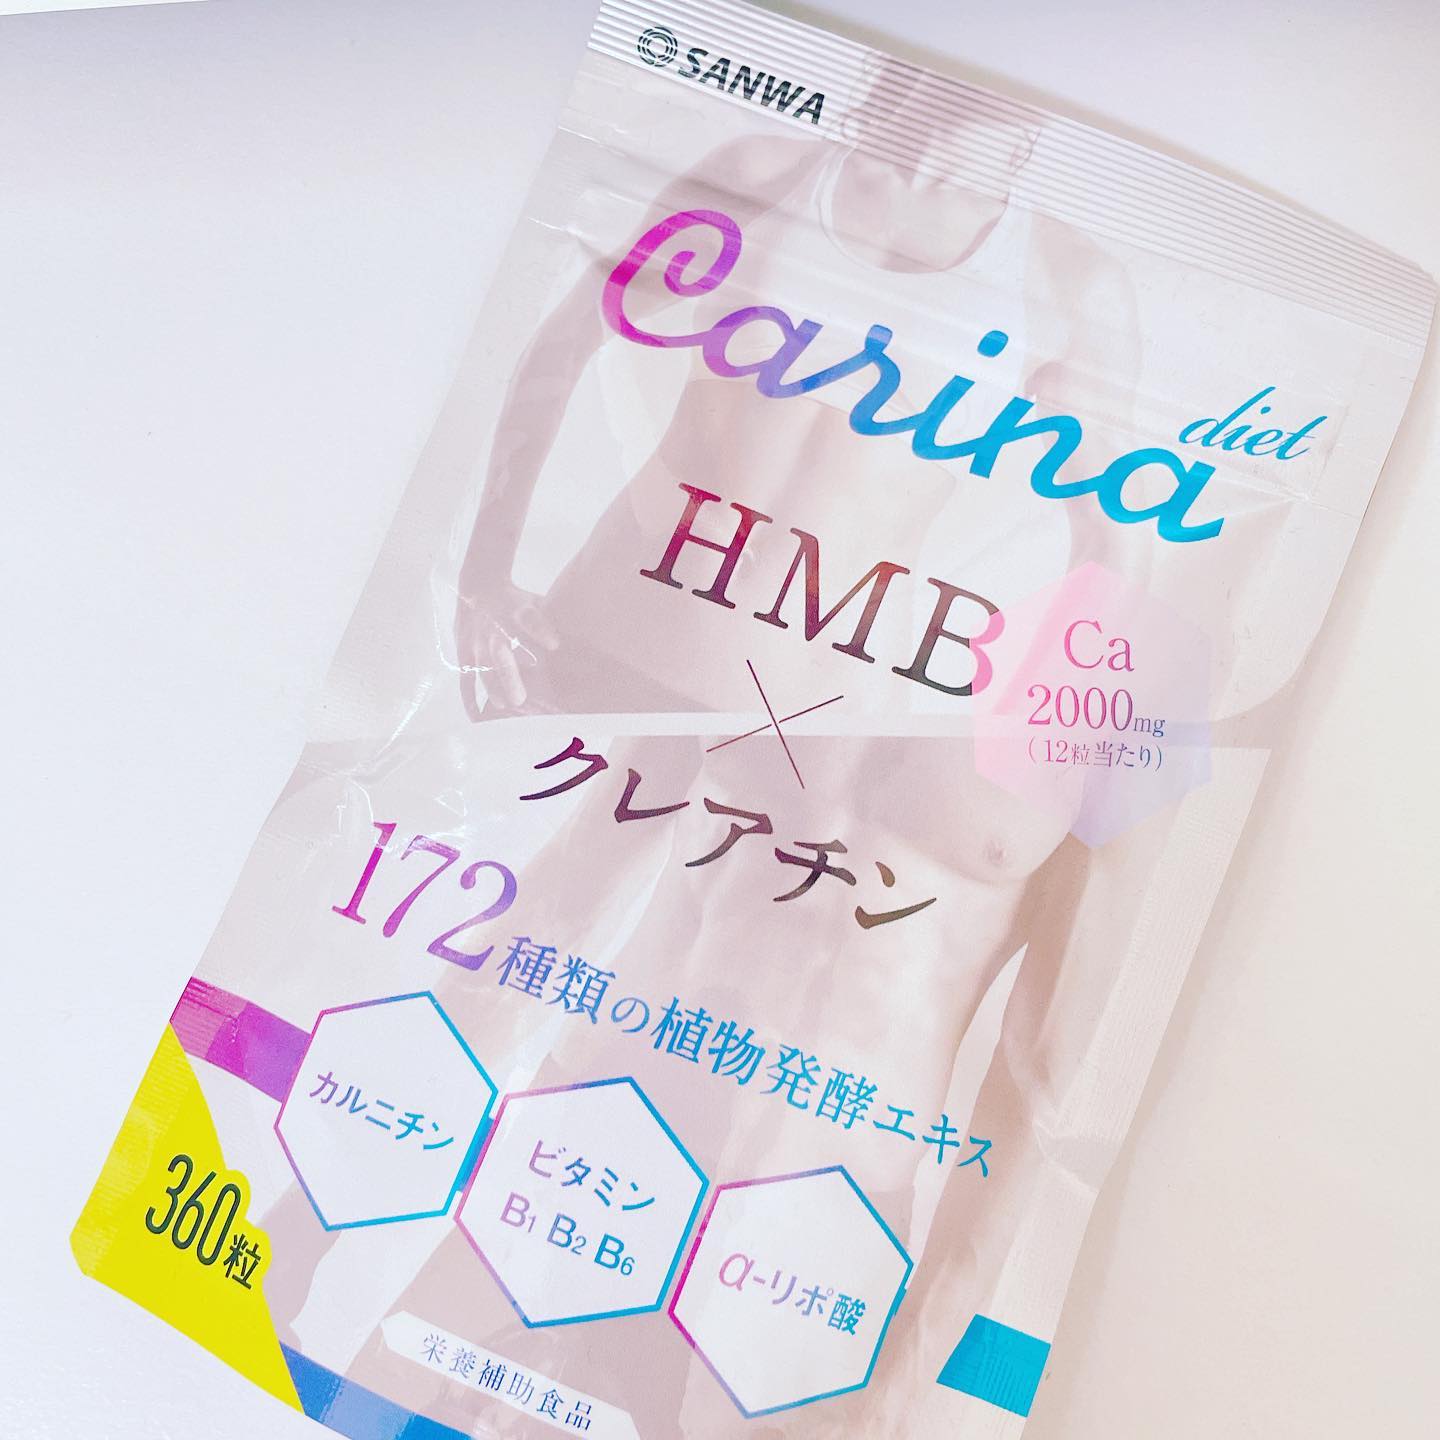 SANWA
Carina diet
HMB
Ca
2000mg
(12粒当たり)
×
クレアチン
172種類の植物発酵エキス
カルニチン
ビタミン
B1 B2 B6
α-リポ酸
360粒
栄養補助食品